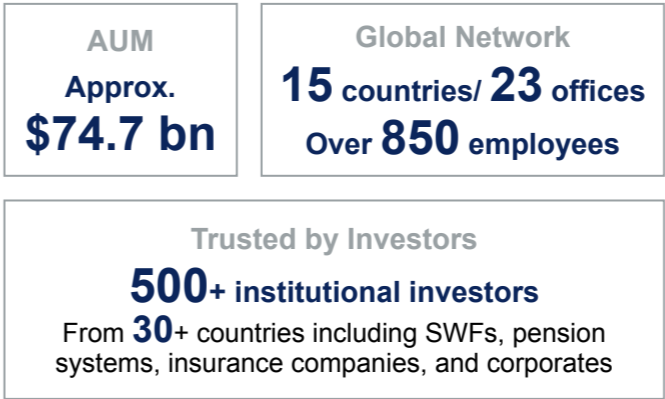 AUM
Approx.
$74.7 bn
Global Network
15 countries/ 23 offices
Over 850 employees
Trusted by Investors
500+ institutional investors
From 30+ countries including SWFs, pension
systems, insurance companies, and corporates